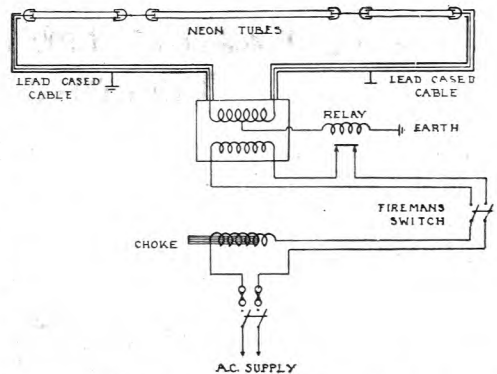 NEON TUBES
LEAD CASED
CABLE
LEAD CASED
CABLE
RELAY
EARTH
FIREMANS
SWITCH
CHOKE
A.C. SUPPLY